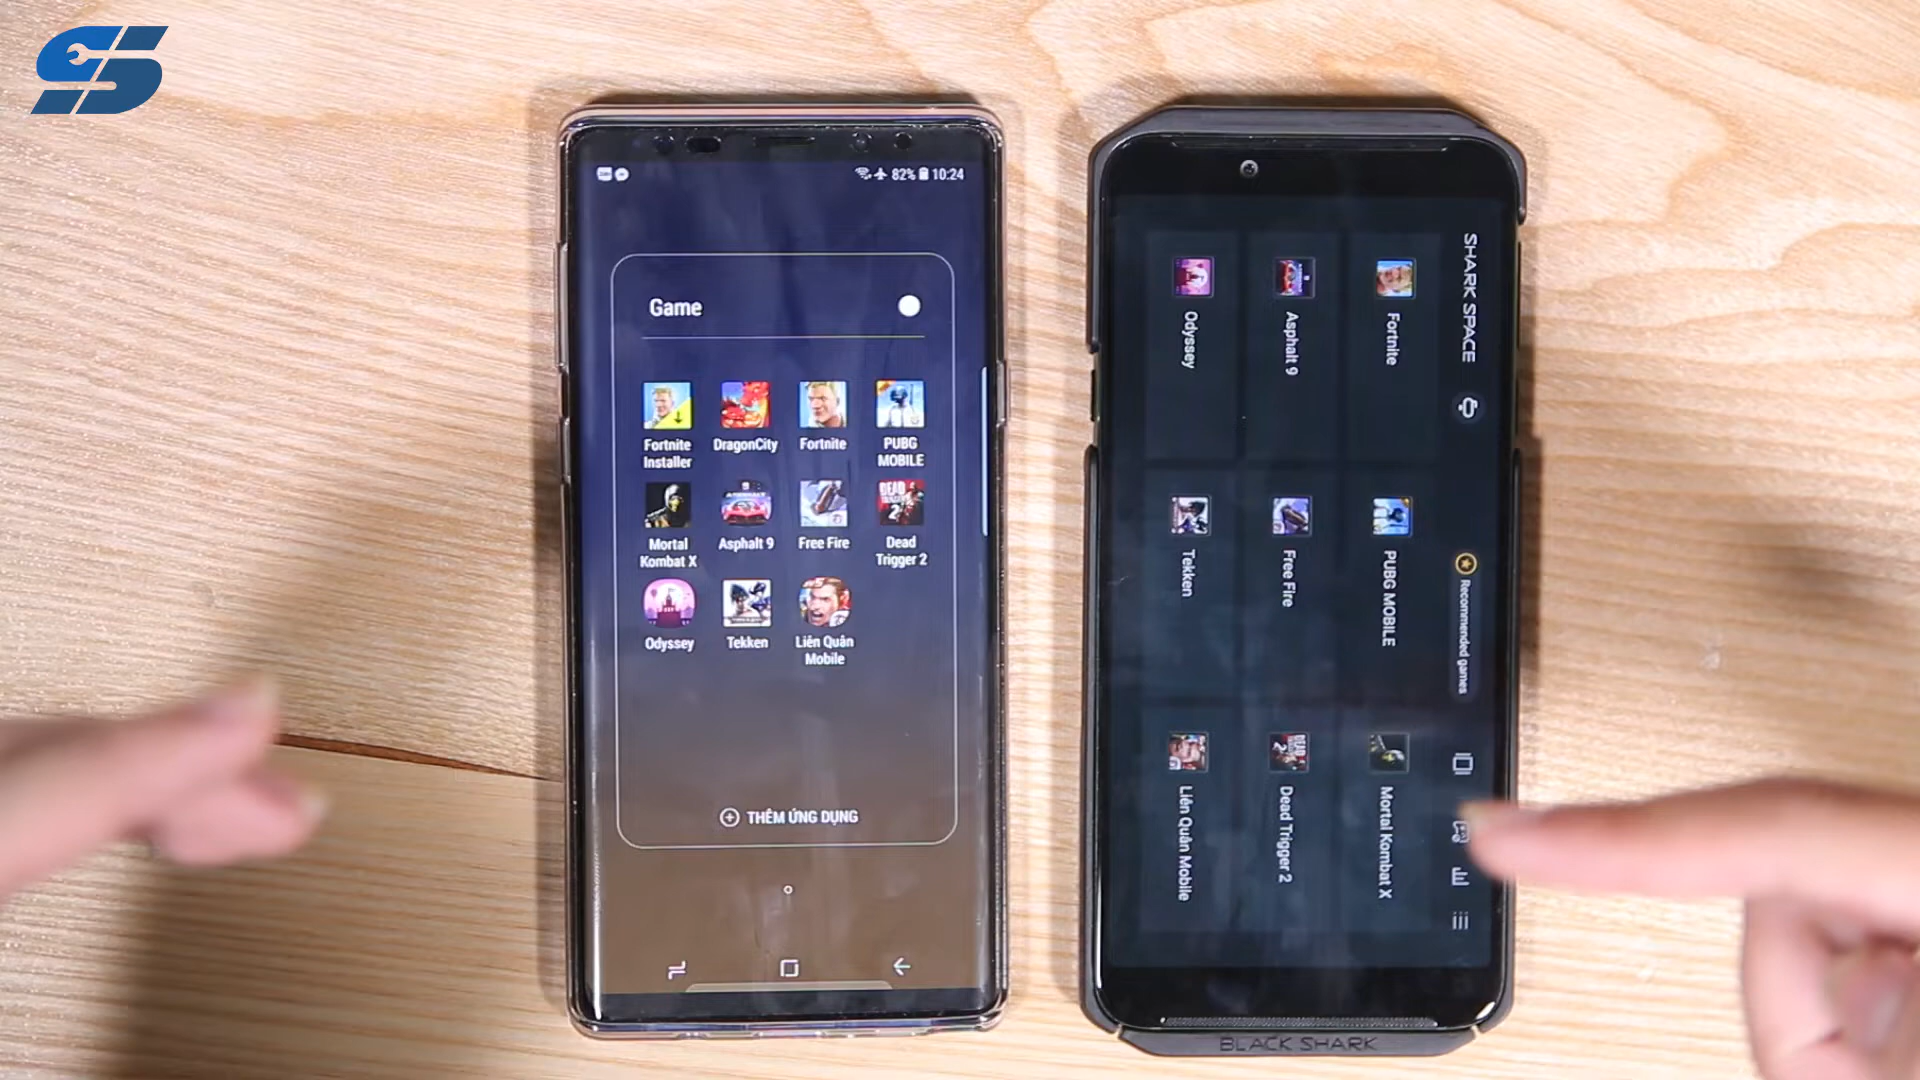 82% 10:24
Game
Fortnite
Installer
DragonCity
Fortnite
PUBG
MOBILE
Mortal
Kombat X
Asphalt 9
Free Fire
Dead
Trigger 2
Odyssey
Tekken
Liên Quân
Mobile
THÊM ỨNG DỤNG
SHARK SPACE
Recommended games
Fortnite
PUBG MOBILE
Mortal Kombat X
Asphalt 9
Free Fire
Dead Trigger 2
Odyssey
Tekken
Liên Quân Mobile
BLACK SHARK